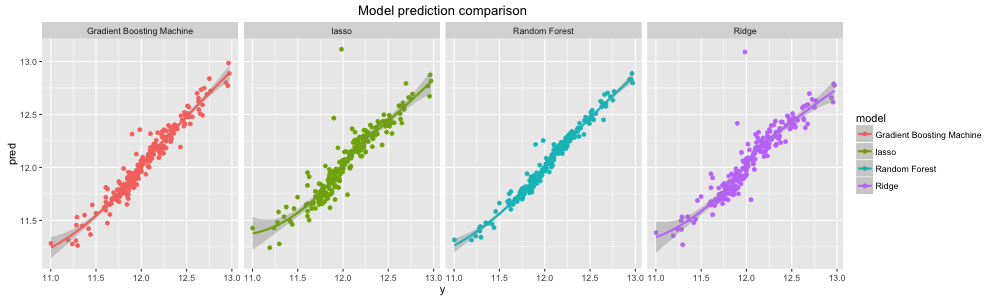 Model prediction comparison
Gradient Boosting Machine
lasso
Random Forest
Ridge
13.0
12.5
12.0
11.5
pred
11.0 11.5 12.0 12.5 13.0
11.0 11.5 12.0 12.5 13.0
11.0 11.5 12.0 12.5 13.0
11.0 11.5 12.0 12.5 13.0
y
model
Gradient Boosting Machine
lasso
Random Forest
Ridge